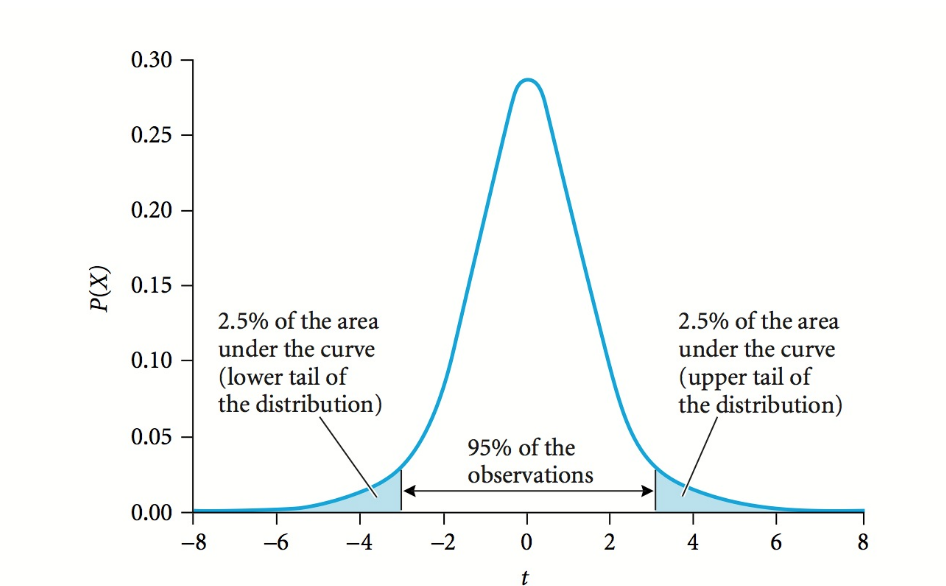 0.30
0.25
0.20
0.15
0.10
0.05
0.00
P(X)
2.5% of the area
under the curve
(lower tail of
the distribution)
95% of the
observations
2.5% of the area
under the curve
(upper tail of
the distribution)
−8 −6 −4 −2 0 2 4 6 8
t